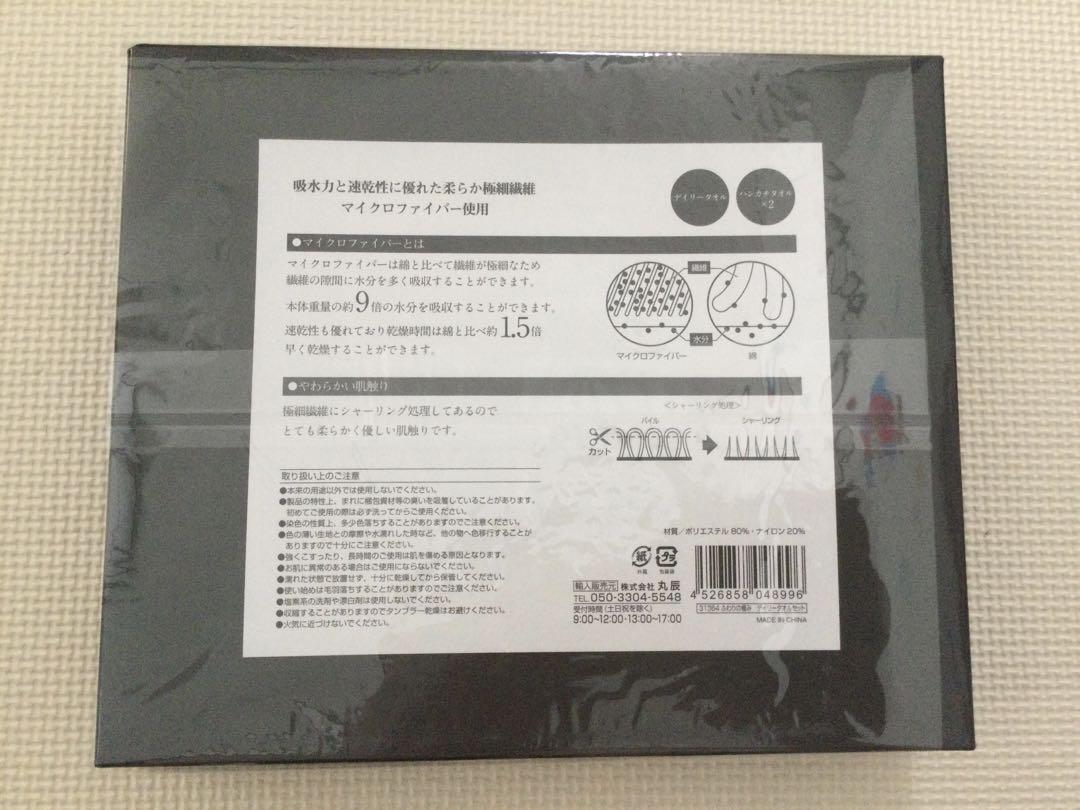 吸水力と速乾性に優れた柔らか極細繊維
マイクロファイバー使用
デイリータオル
ハンカチタオル
×2
●マイクロファイバーとは
マイクロファイバーは綿と比べて繊維が極細なため
繊維の隙間に水分を多く吸収することができます。
本体重量の約9倍の水分を吸収することができます。
速乾性も優れており乾燥時間は綿と比べ約1.5倍
早く乾燥することができます。
繊維
水分
マイクロファイバー
綿
●やわらかい肌触り
極細繊維にシャーリング処理してあるので
とても柔らかく優しい肌触りです。
<シャーリング処理>
パイル
シャーリング
カット
取り扱い上のご注意
●本来の用途以外では使用しないでください。
●製品の特性上、まれに梱包資材等の臭いを吸着していることがあります。
初めてご使用の際は必ず洗ってからご使用ください。
●染色の性質上、多少色落ちすることがありますのでご注意ください。
●色の薄い生地との摩擦や水濡れした時など、他の物へ色移行することが
ありますので十分にご注意ください。
●強くこすったり、長時間のご使用は肌を傷める原因となります。
●お肌に異常のある場合はご使用にならないでください。
●濡れた状態で放置せず、十分に乾燥してから保管してください。
●使い始めは毛羽落ちすることがありますのでご注意ください。
●塩素系の洗剤や漂白剤は使用しないでください。
●収縮することがありますのでタンブラー乾燥はお避けください。
●火気に近づけないでください。
材質/ポリエステル80%・ナイロン20%
紙
外箱
プラ
包装袋
輸入販売元 株式会社 丸辰
TEL 050-3304-5548
受付時間(土日祝を除く)
9:00~12:00・13:00~17:00
4 526858 048996
31364 ふわりの極み デイリータオルセット
MADE IN CHINA